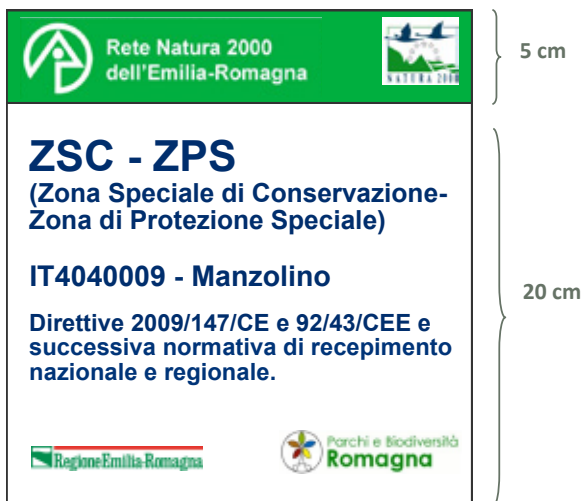 Rete Natura 2000
dell'Emilia-Romagna
NATURA 2000
5 cm
ZSC - ZPS
(Zona Speciale di Conservazione-
Zona di Protezione Speciale)
IT4040009 - Manzolino
20 cm
Direttive 2009/147/CE e 92/43/CEE e
successiva normativa di recepimento
nazionale e regionale.
RegioneEmilia-Romagna
Parchi e Biodiversità
Romagna